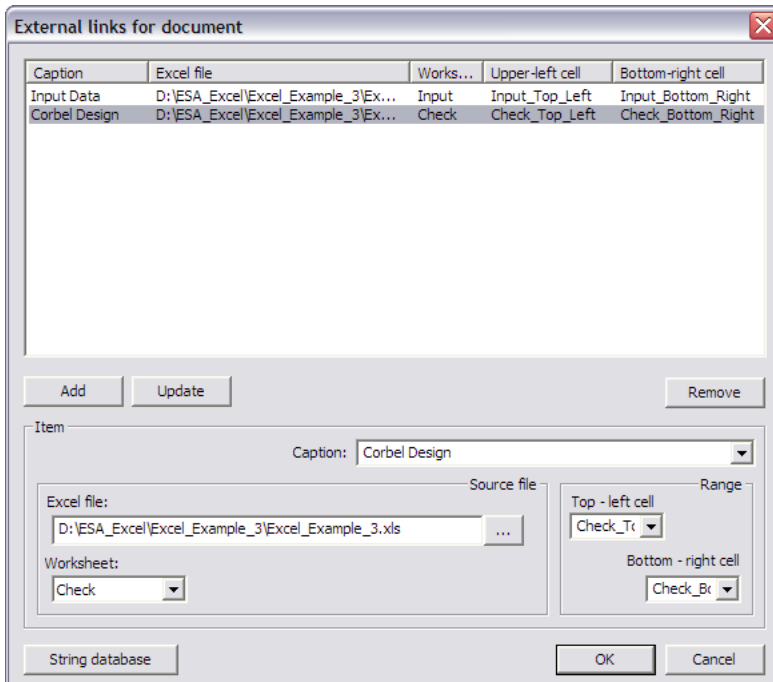 External links for document
Caption Excel file Works... Upper-left cell Bottom-right cell
Input Data D:\ESA_Excel\Excel_Example_3\Ex... Input Input_Top_Left Input_Bottom_Right
Corbel Design D:\ESA_Excel\Excel_Example_3\Ex... Check Check_Top_Left Check_Bottom_Right
Add Update Remove
Item
Caption: Corbel Design
Source file Range
Excel file: Top - left cell
D:\ESA_Excel\Excel_Example_3\Excel_Example_3.xls ... Check_To
Worksheet: Bottom - right cell
Check Check_Bo
String database OK Cancel